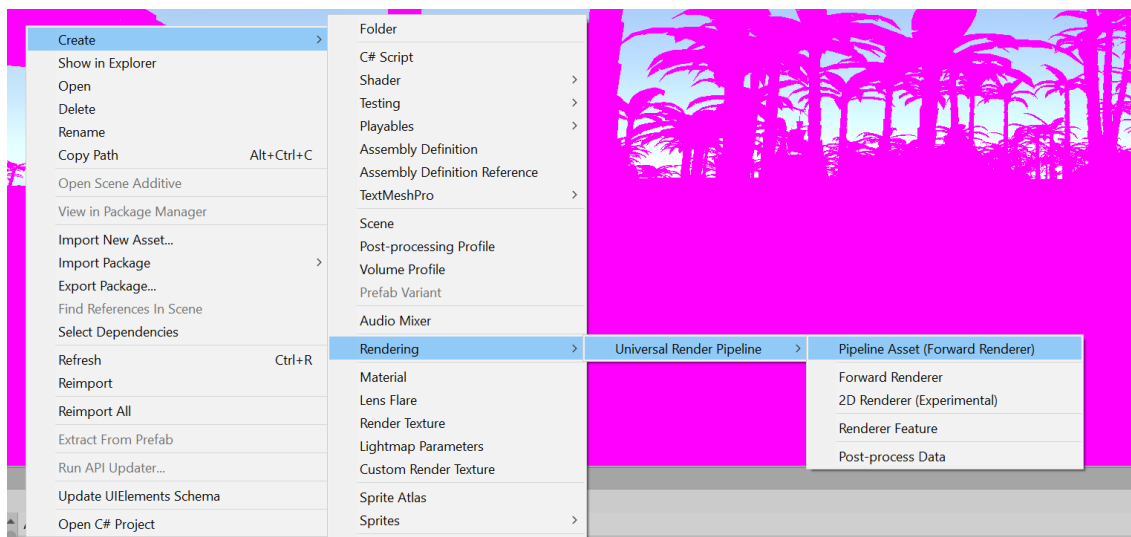 Create
Show in Explorer
Open
Delete
Rename
Copy Path Alt+Ctrl+C
Open Scene Additive
View in Package Manager
Import New Asset...
Import Package
Export Package...
Find References In Scene
Select Dependencies
Refresh Ctrl+R
Reimport
Reimport All
Extract From Prefab
Run API Updater...
Update UIElements Schema
Open C# Project
Folder
C# Script
Shader
Testing
Playables
Assembly Definition
Assembly Definition Reference
TextMeshPro
Scene
Post-processing Profile
Volume Profile
Prefab Variant
Audio Mixer
Rendering
Material
Lens Flare
Render Texture
Lightmap Parameters
Custom Render Texture
Sprite Atlas
Sprites
Universal Render Pipeline
Pipeline Asset (Forward Renderer)
Forward Renderer
2D Renderer (Experimental)
Renderer Feature
Post-process Data